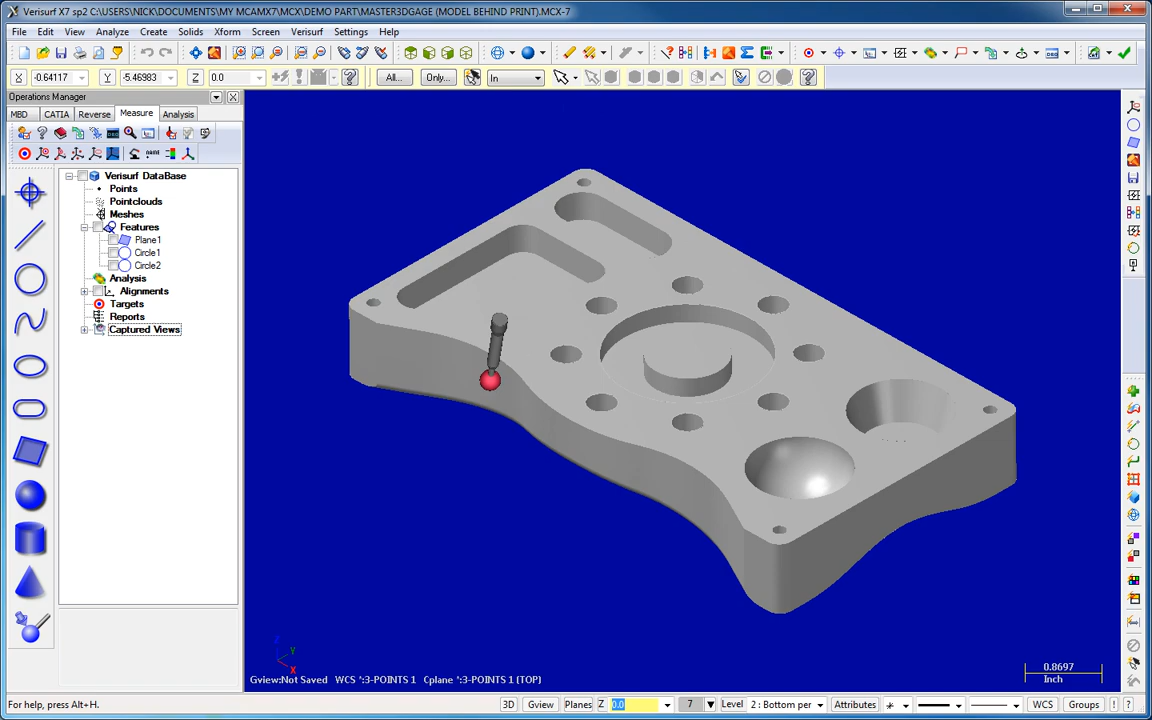 Verisurf X7 sp2 C:\USERS\NICK\DOCUMENTS\MY MCAMX7\MCX\DEMO PART\MASTER3DGAGE (MODEL BEHIND PRINT).MCX-7
File Edit View Analyze Create Solids Xform Screen Verisurf Settings Help
X -0.64117 Y -5.46983 Z 0.0 All... Only... In
Operations Manager
MBD CATIA Reverse Measure Analysis
Verisurf DataBase
Points
Pointclouds
Meshes
Features
Plane1
Circle1
Circle2
Analysis
Alignments
Targets
Reports
Captured Views
Z
Y
X
0.8697
Inch
Gview:Not Saved WCS ^:3-POINTS 1 Cplane ^:3-POINTS 1 (TOP)
For help, press Alt+H. 3D Gview Planes Z 0.0 7 Level 2 : Bottom per Attributes WCS Groups ! ?